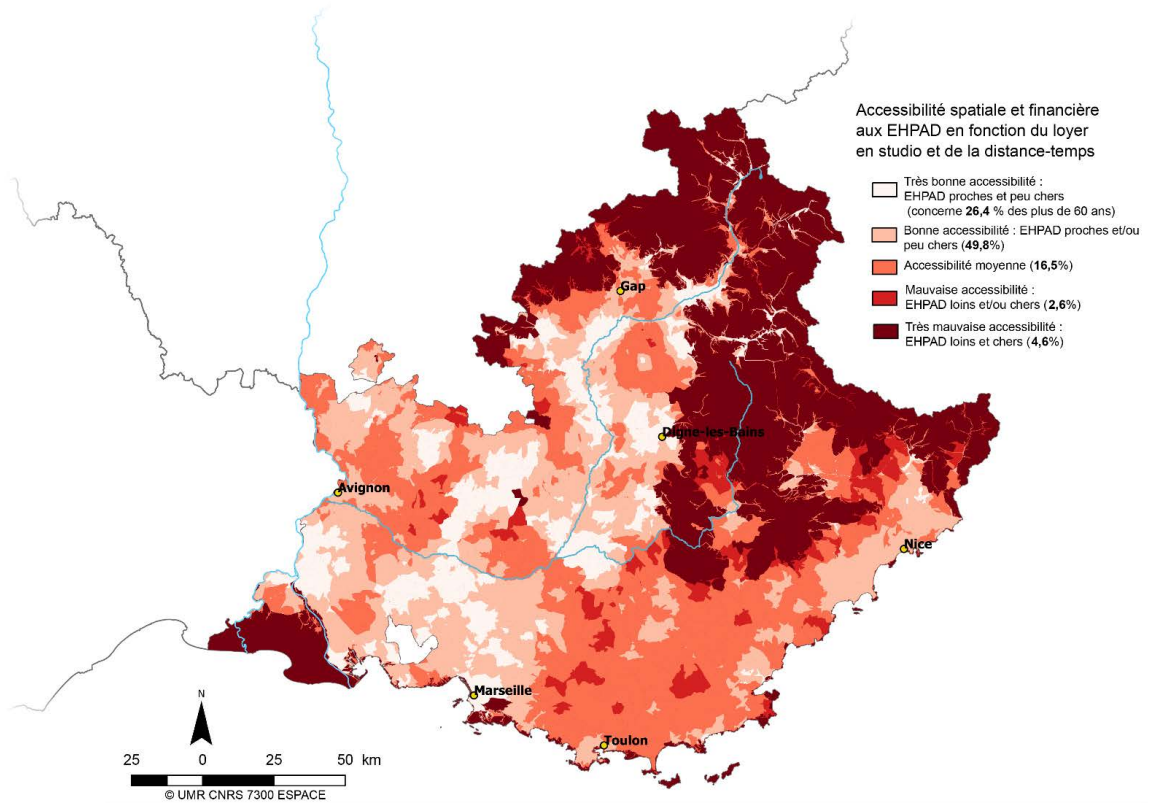 Accessibilité spatiale et financière
aux EHPAD en fonction du loyer
en studio et de la distance-temps
Très bonne accessibilité :
EHPAD proches et peu chers
(concerne 26,4 % des plus de 60 ans)
Bonne accessibilité : EHPAD proches et/ou
peu chers (49,8%)
Accessibilité moyenne (16,5%)
Mauvaise accessibilité :
EHPAD loins et/ou chers (2,6%)
Très mauvaise accessibilité :
EHPAD loins et chers (4,6%)
Gap
Digne-les-Bains
Avignon
Nice
Marseille
Toulon
N
25 0 25 50 km
© UMR CNRS 7300 ESPACE